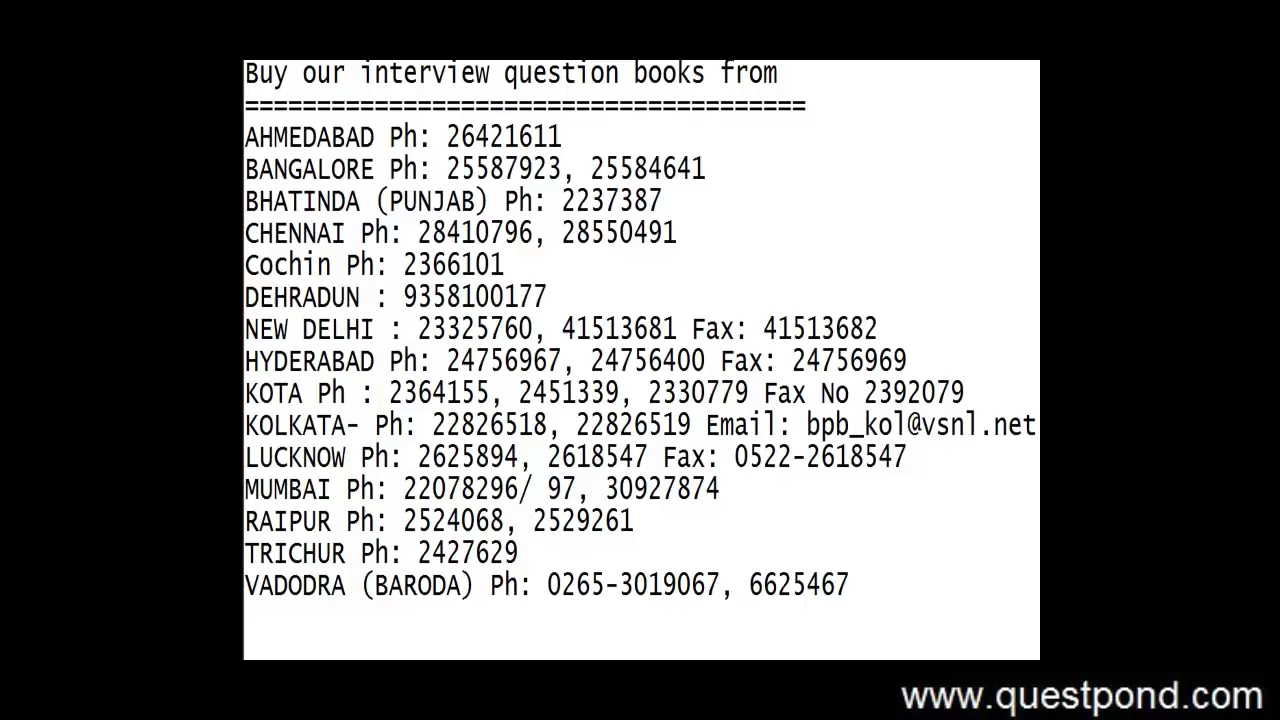 Buy our interview question books from
=======================================
AHMEDABAD Ph: 26421611
BANGALORE Ph: 25587923, 25584641
BHATINDA (PUNJAB) Ph: 2237387
CHENNAI Ph: 28410796, 28550491
Cochin Ph: 2366101
DEHRADUN : 9358100177
NEW DELHI : 23325760, 41513681 Fax: 41513682
HYDERABAD Ph: 24756967, 24756400 Fax: 24756969
KOTA Ph : 2364155, 2451339, 2330779 Fax No 2392079
KOLKATA- Ph: 22826518, 22826519 Email: bpb_kol@vsnl.net
LUCKNOW Ph: 2625894, 2618547 Fax: 0522-2618547
MUMBAI Ph: 22078296/ 97, 30927874
RAIPUR Ph: 2524068, 2529261
TRICHUR Ph: 2427629
VADODRA (BARODA) Ph: 0265-3019067, 6625467
www.questpond.com